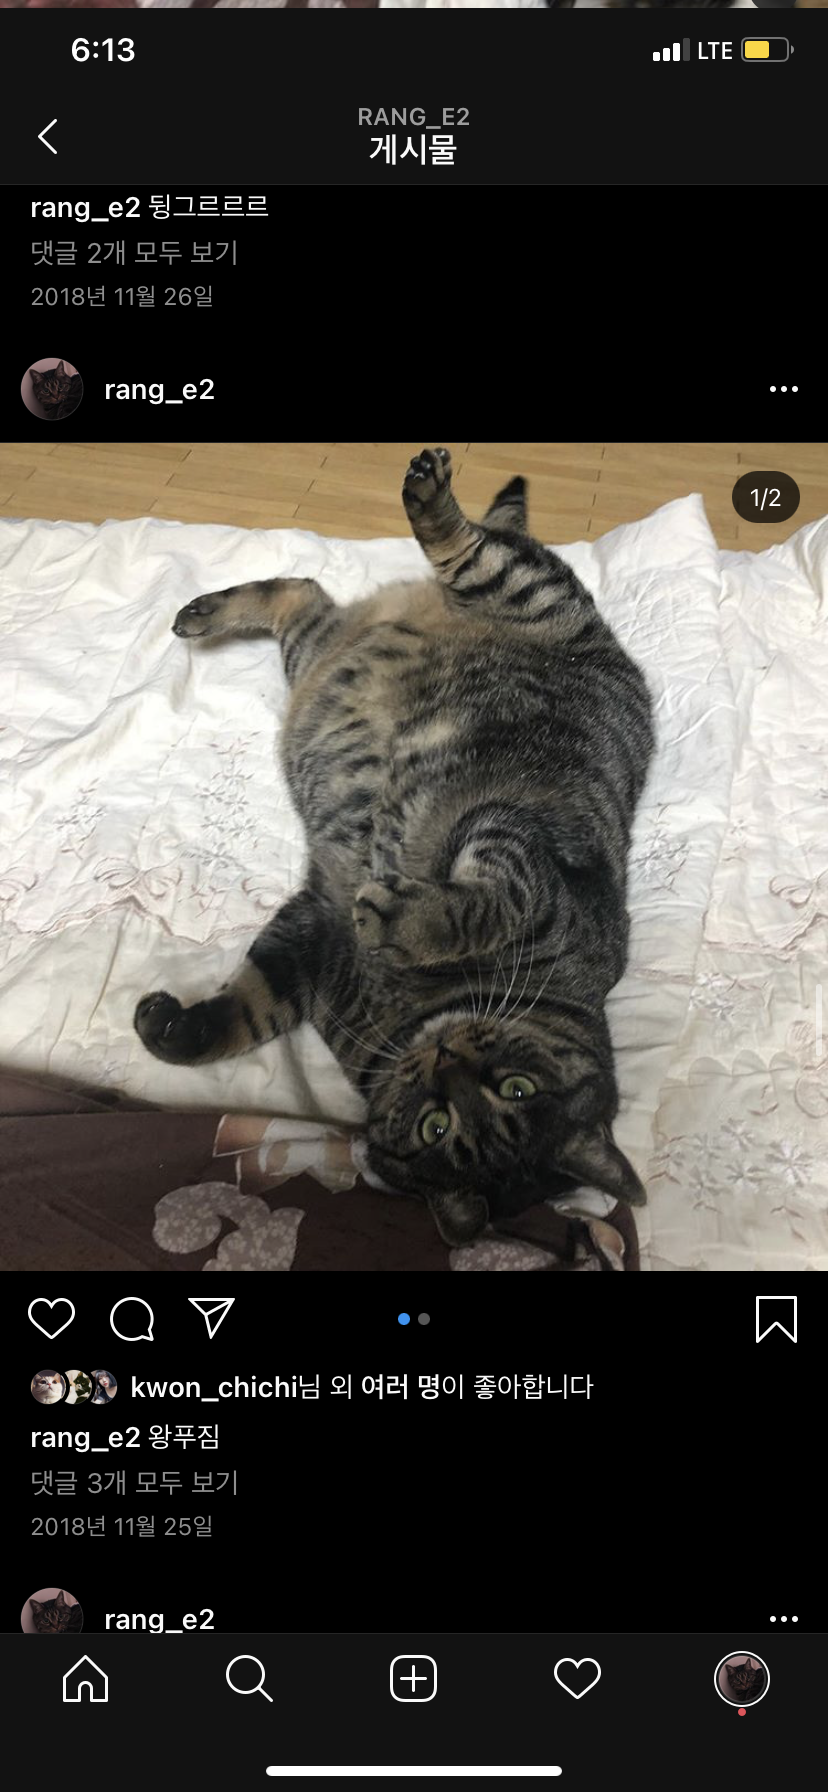 6:13
LTE
RANG_E2
게시물
rang_e2 뒹그르르르
댓글 2개 모두 보기
2018년 11월 26일
rang_e2
1/2
kwon_chichi님 외 여러 명이 좋아합니다
rang_e2 왕푸짐
댓글 3개 모두 보기
2018년 11월 25일
rang_e2